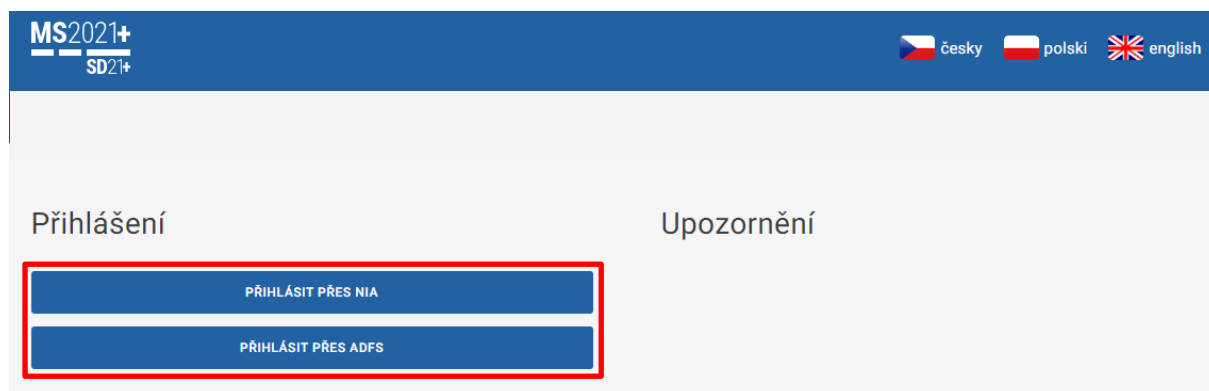 MS2021+
SD21+
česky polski english
Přihlášení
Upozornění
PŘIHLÁSIT PŘES NIA
PŘIHLÁSIT PŘES ADFS